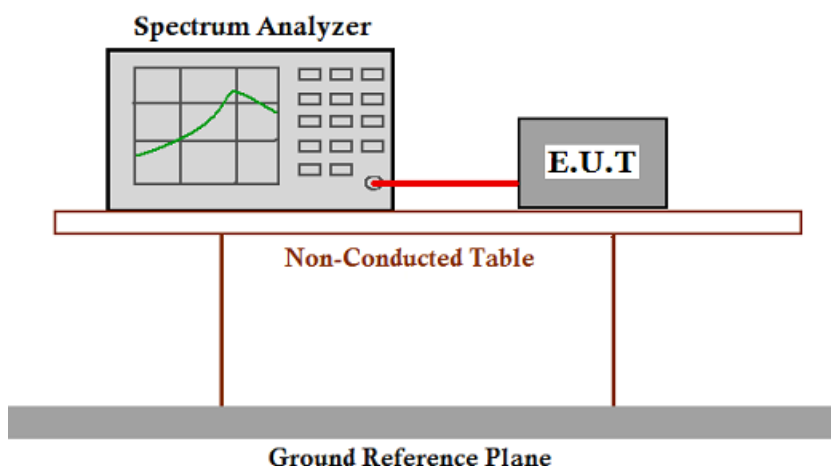 Spectrum Analyzer
E.U.T
Non-Conducted Table
Ground Reference Plane